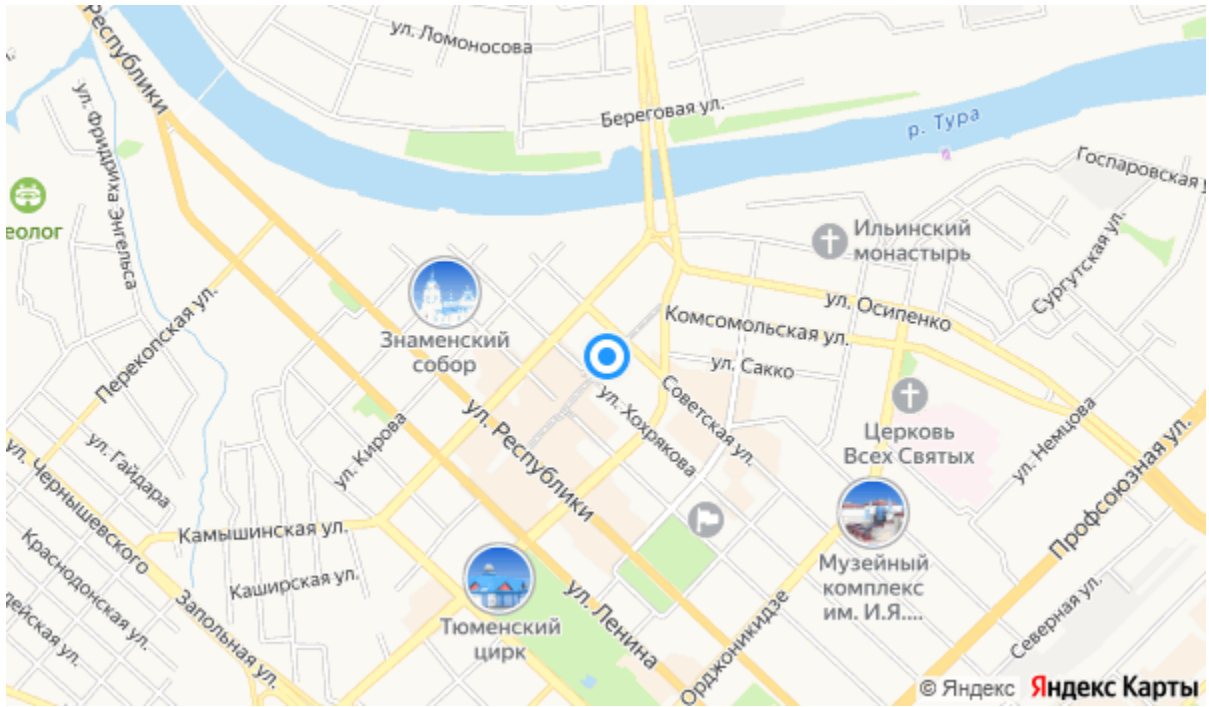 Республики
ул. Ломоносова
Береговая ул.
р. Тура
Госпаровская у
ул. Фридриха Энгельса
еолог
Ильинский
монастырь
Сургутская ул.
Перекопская ул.
Знаменский
собор
ул. Осипенко
Комсомольская ул.
ул. Сакко
Советская ул.
ул. Хохрякова
ул. Республики
ул. Кирова
ул. Гайдара
Церковь
Всех Святых
ул. Немцова
Профсоюзная ул.
ул. Чернышевского
Камышинская ул.
Каширская ул.
Краснодонская ул.
Запольная ул.
ейская ул.
Тюменский
цирк
ул. Ленина
Орджоникидзе
Музейный
комплекс
им. И.Я....
Северная ул.
© Яндекс Яндекс Карты